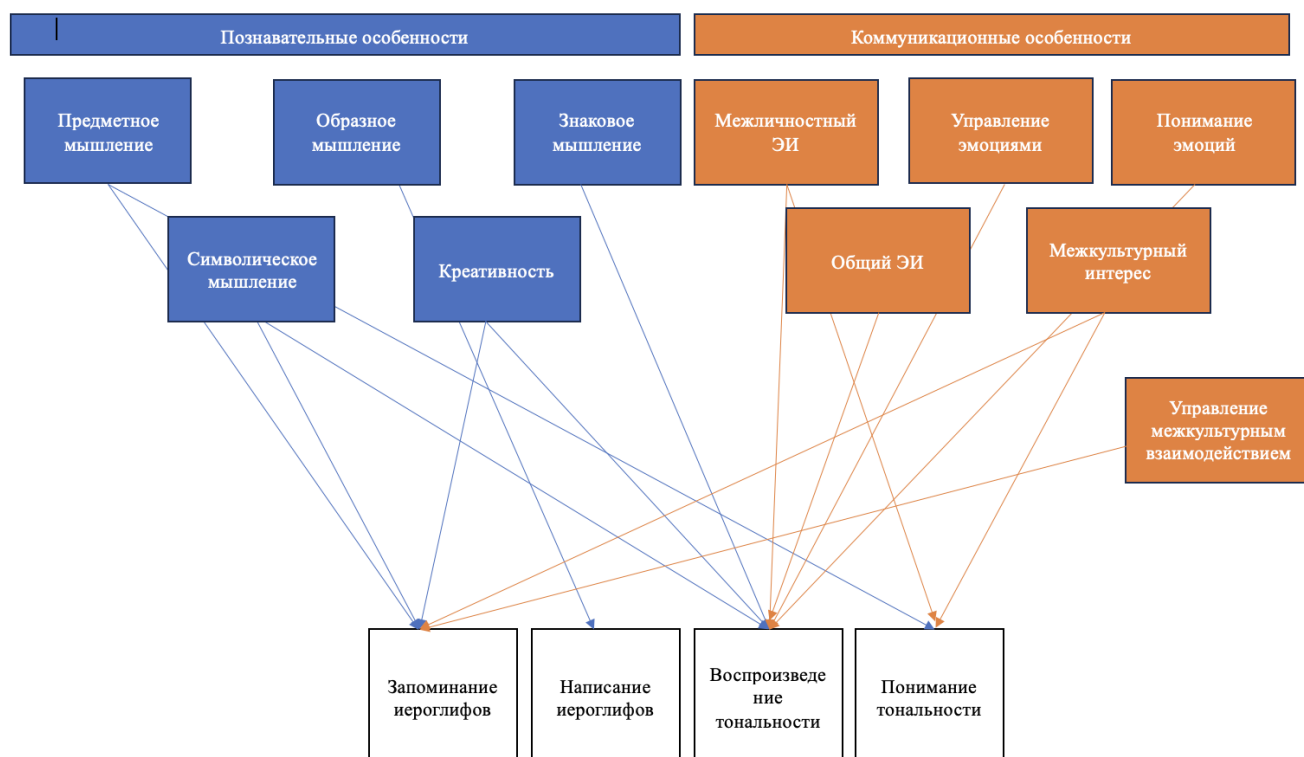 Познавательные особенности
Коммуникационные особенности
Предметное
мышление
Образное
мышление
Знаковое
мышление
Межличностный
ЭИ
Управление
эмоциями
Понимание
эмоций
Символическое
мышление
Креативность
Общий ЭИ
Межкультурный
интерес
Управление
межкультурным
взаимодействием
Запоминание
иероглифов
Написание
иероглифов
Воспроизведе
ние
тональности
Понимание
тональности